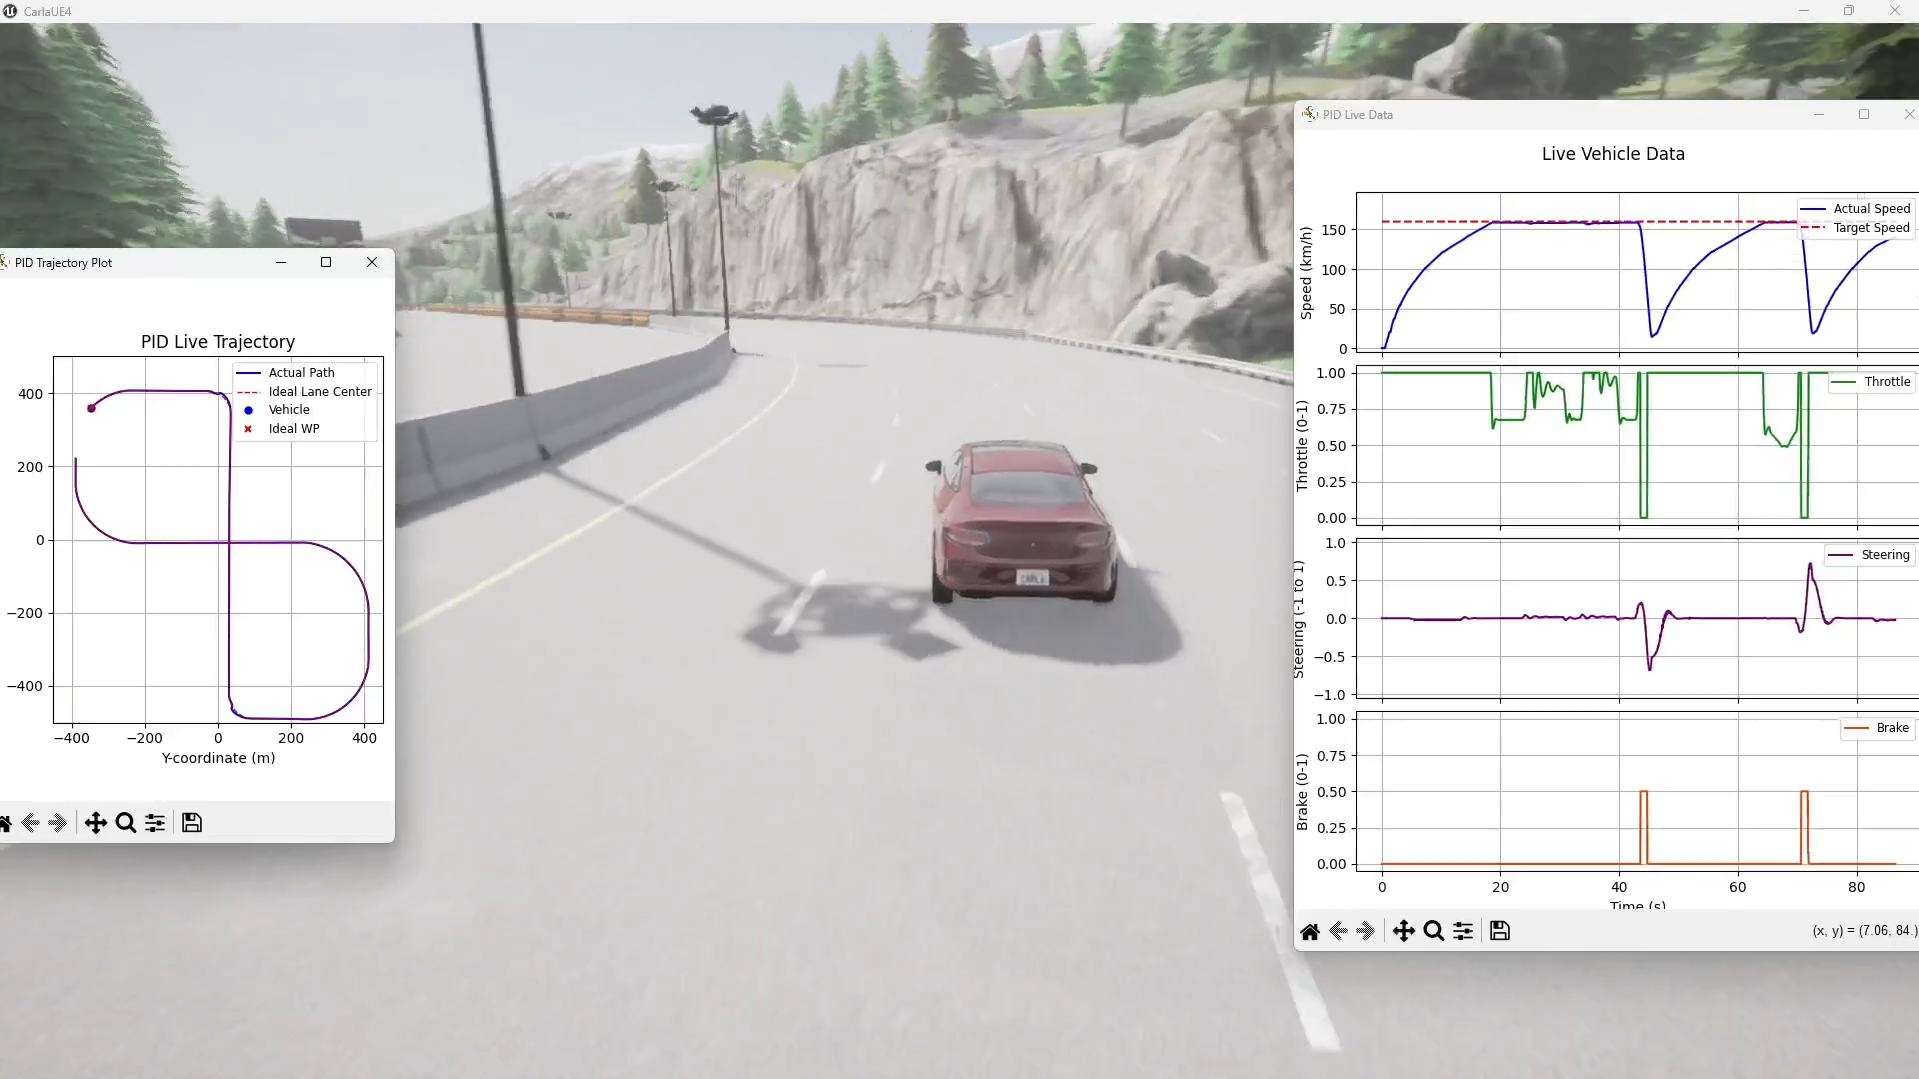 CarlaUE4
PID Trajectory Plot
PID Live Trajectory
Actual Path
Ideal Lane Center
Vehicle
Ideal WP
400
200
0
−200
−400
−400 −200 0 200 400
Y-coordinate (m)
PID Live Data
Live Vehicle Data
Actual Speed
Target Speed
Speed (km/h)
150
100
50
0
Throttle
Throttle (0-1)
1.00
0.75
0.50
0.25
0.00
Steering
Steering (-1 to 1)
1.0
0.5
0.0
−0.5
−1.0
Brake
Brake (0-1)
1.00
0.75
0.50
0.25
0.00
0 20 40 60 80
Time (s)
(x, y) = (7.06, 84.)